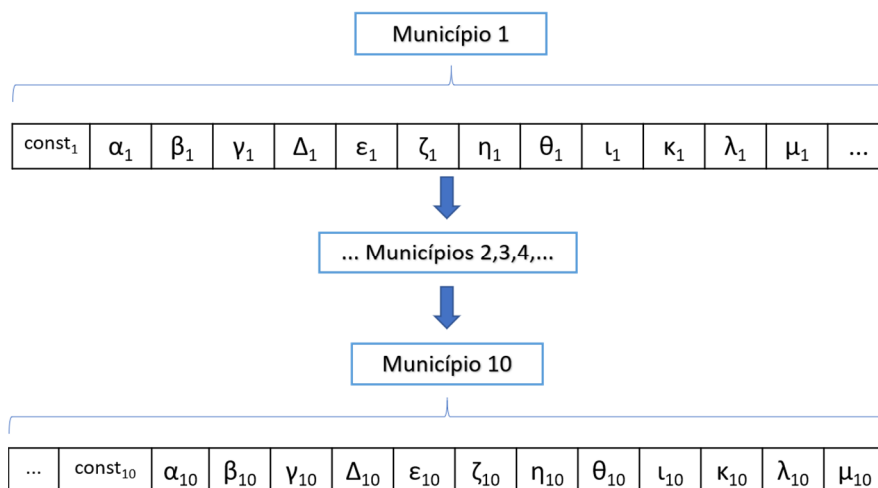 Município 1
const₁ α₁ β₁ γ₁ Δ₁ ε₁ ζ₁ η₁ θ₁ ι₁ κ₁ λ₁ μ₁ ...
... Municípios 2,3,4,...
Município 10
... const₁₀ α₁₀ β₁₀ γ₁₀ Δ₁₀ ε₁₀ ζ₁₀ η₁₀ θ₁₀ ι₁₀ κ₁₀ λ₁₀ μ₁₀